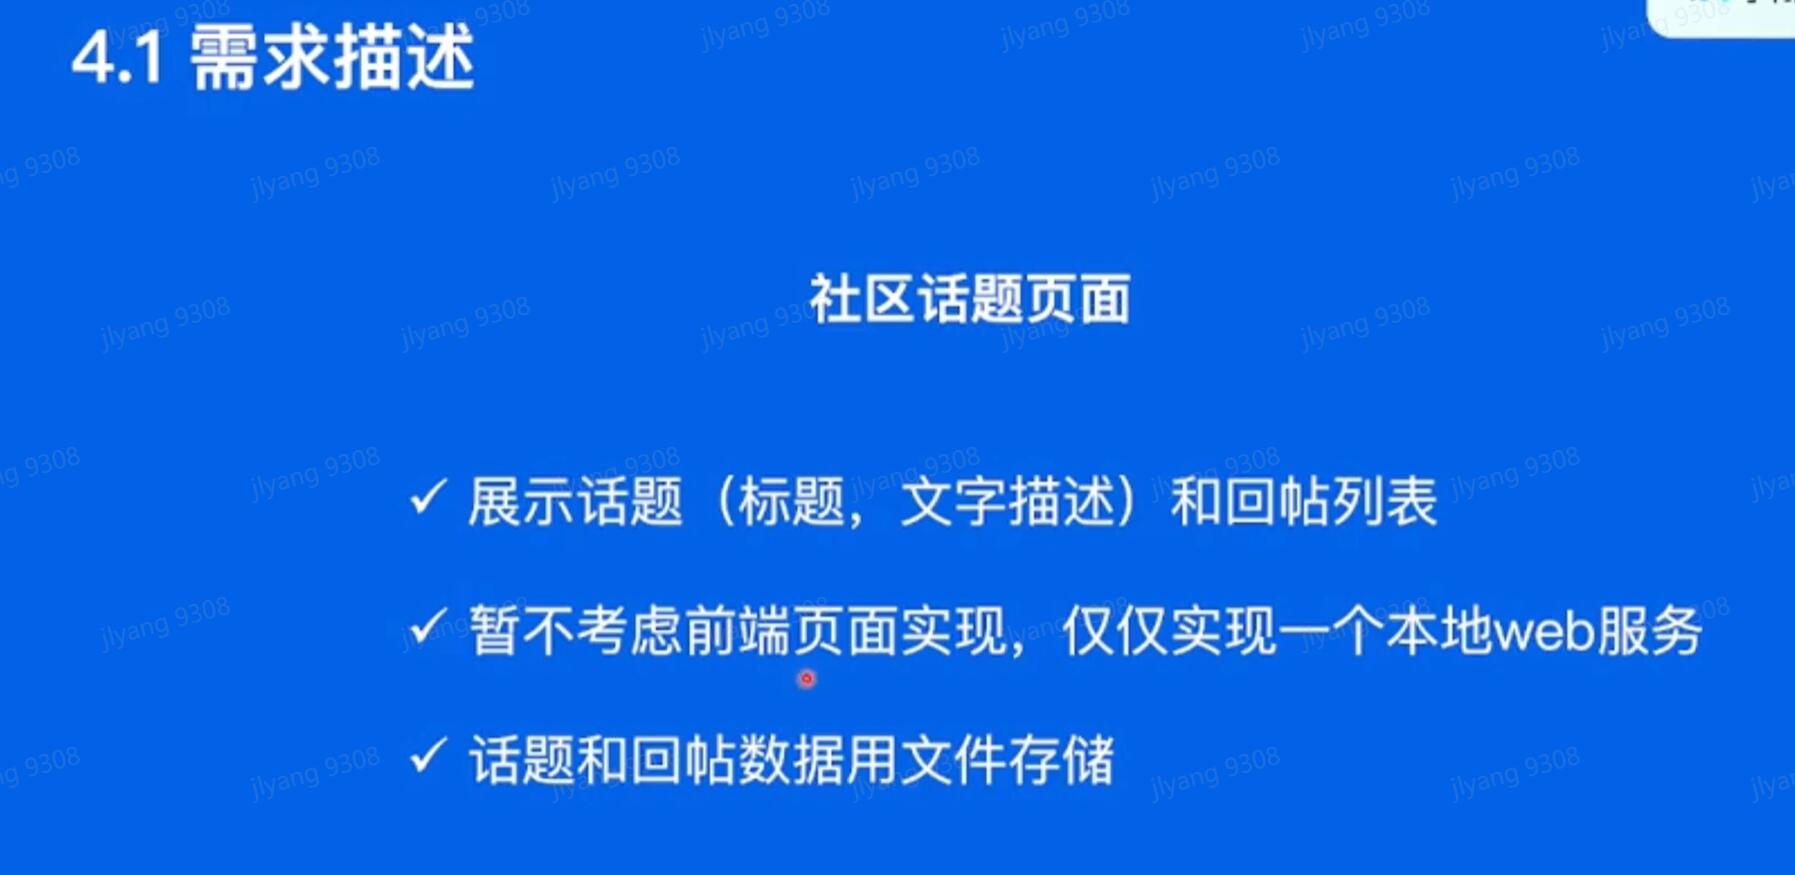 4.1 需求描述
社区话题页面
✓ 展示话题（标题，文字描述）和回帖列表
✓ 暂不考虑前端页面实现，仅仅实现一个本地web服务
✓ 话题和回帖数据用文件存储
jlyang 9308